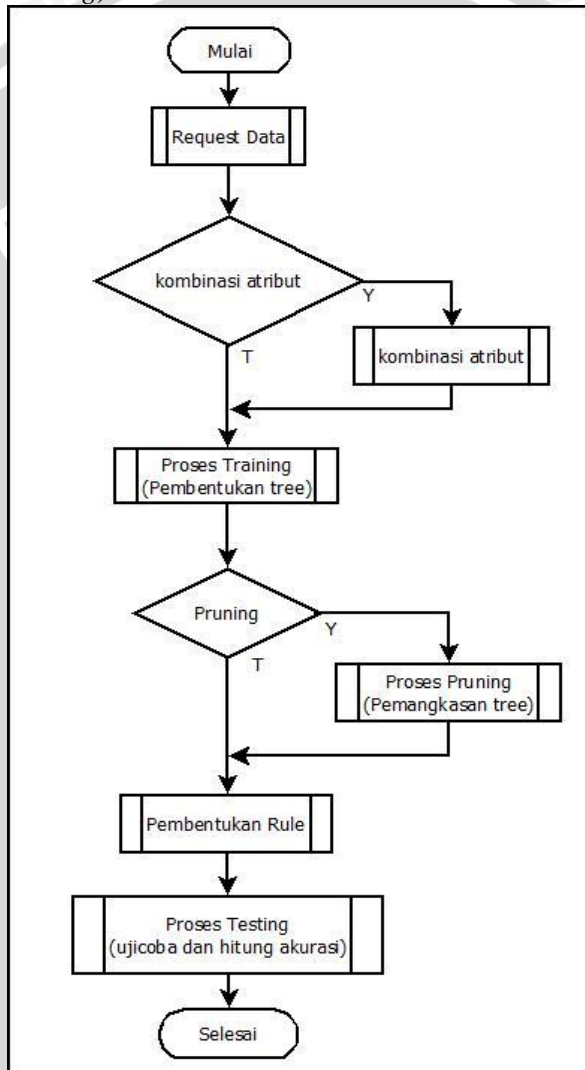 Mulai
Request Data
kombinasi atribut
Y
T
kombinasi atribut
Proses Training
(Pembentukan tree)
Pruning
Y
T
Proses Pruning
(Pemangkasan tree)
Pembentukan Rule
Proses Testing
(ujicoba dan hitung akurasi)
Selesai